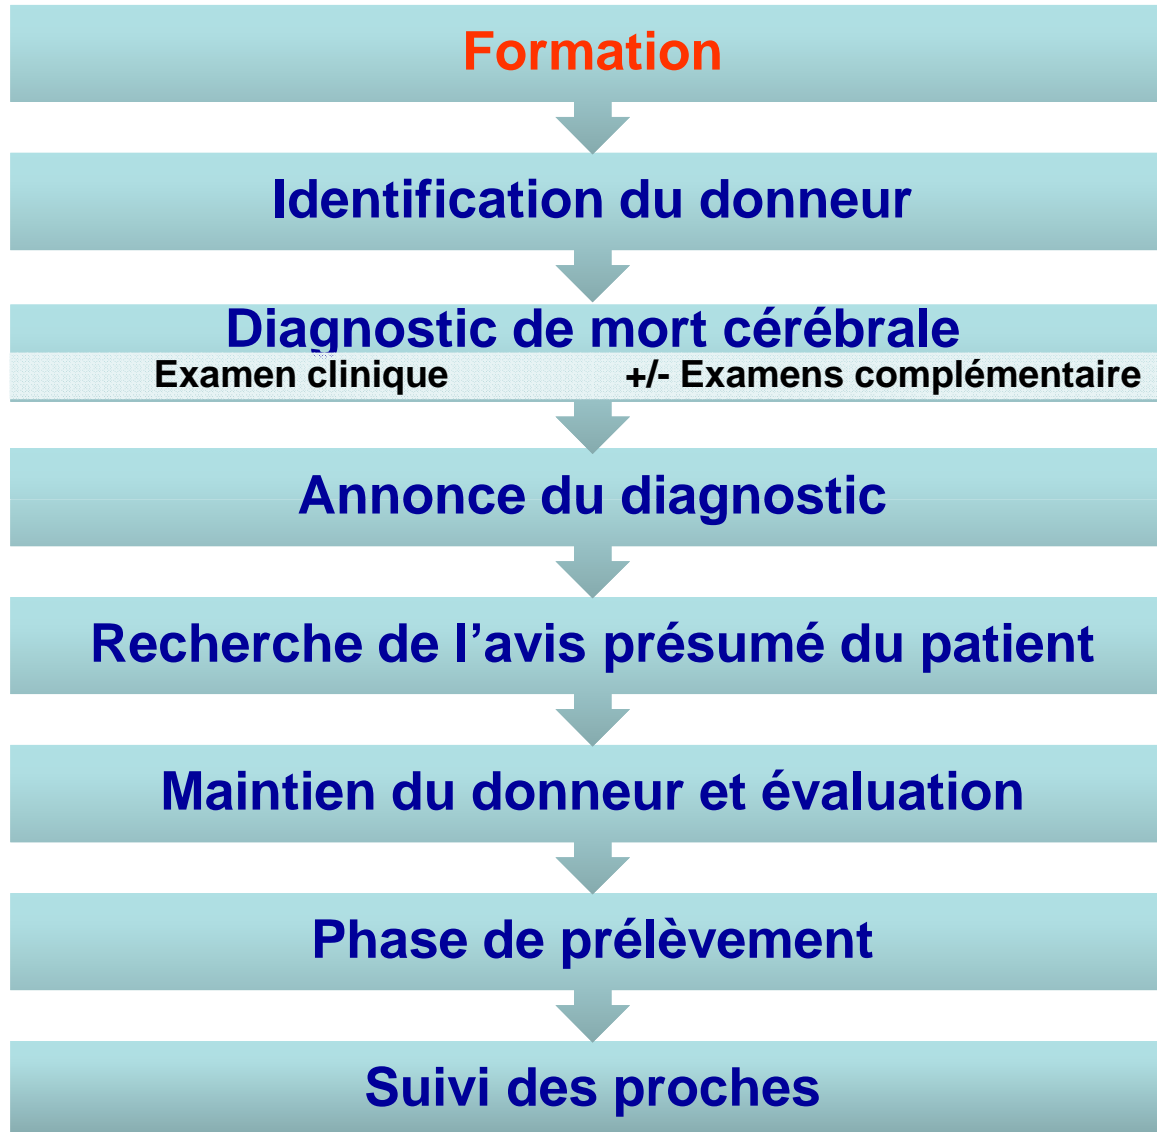 Formation
Identification du donneur
Diagnostic de mort cérébrale
Examen clinique +/- Examens complémentaire
Annonce du diagnostic
Recherche de l’avis présumé du patient
Maintien du donneur et évaluation
Phase de prélèvement
Suivi des proches